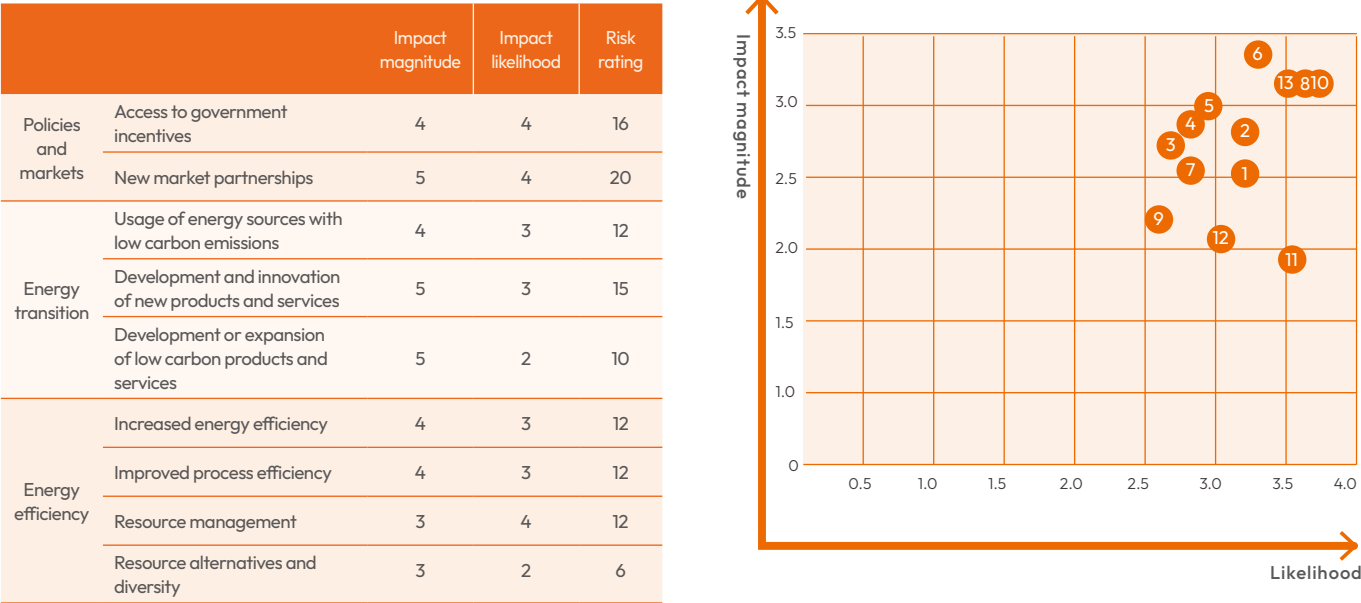 Impact
magnitude
Impact
likelihood
Risk
rating
Policies
and
markets
Access to government
incentives
4
4
16
New market partnerships
5
4
20
Energy
transition
Usage of energy sources with
low carbon emissions
4
3
12
Development and innovation
of new products and services
5
3
15
Development or expansion
of low carbon products and
services
5
2
10
Energy
efficiency
Increased energy efficiency
4
3
12
Improved process efficiency
4
3
12
Resource management
3
4
12
Resource alternatives and
diversity
3
2
6
Impact magnitude
3.5
3.0
2.5
2.0
1.5
1.0
0
6
13
8
10
5
4
2
3
7
1
9
12
11
0.5
1.0
1.5
2.0
2.5
3.0
3.5
4.0
Likelihood